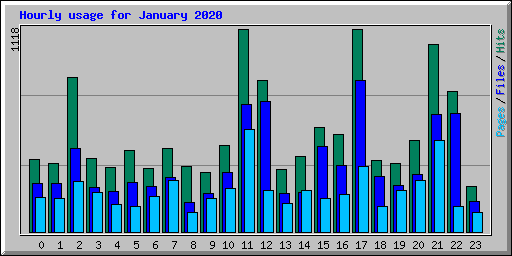 Hourly usage for January 2020
1118
Pages/Files/Hits
0 1 2 3 4 5 6 7 8 9 10 11 12 13 14 15 16 17 18 19 20 21 22 23